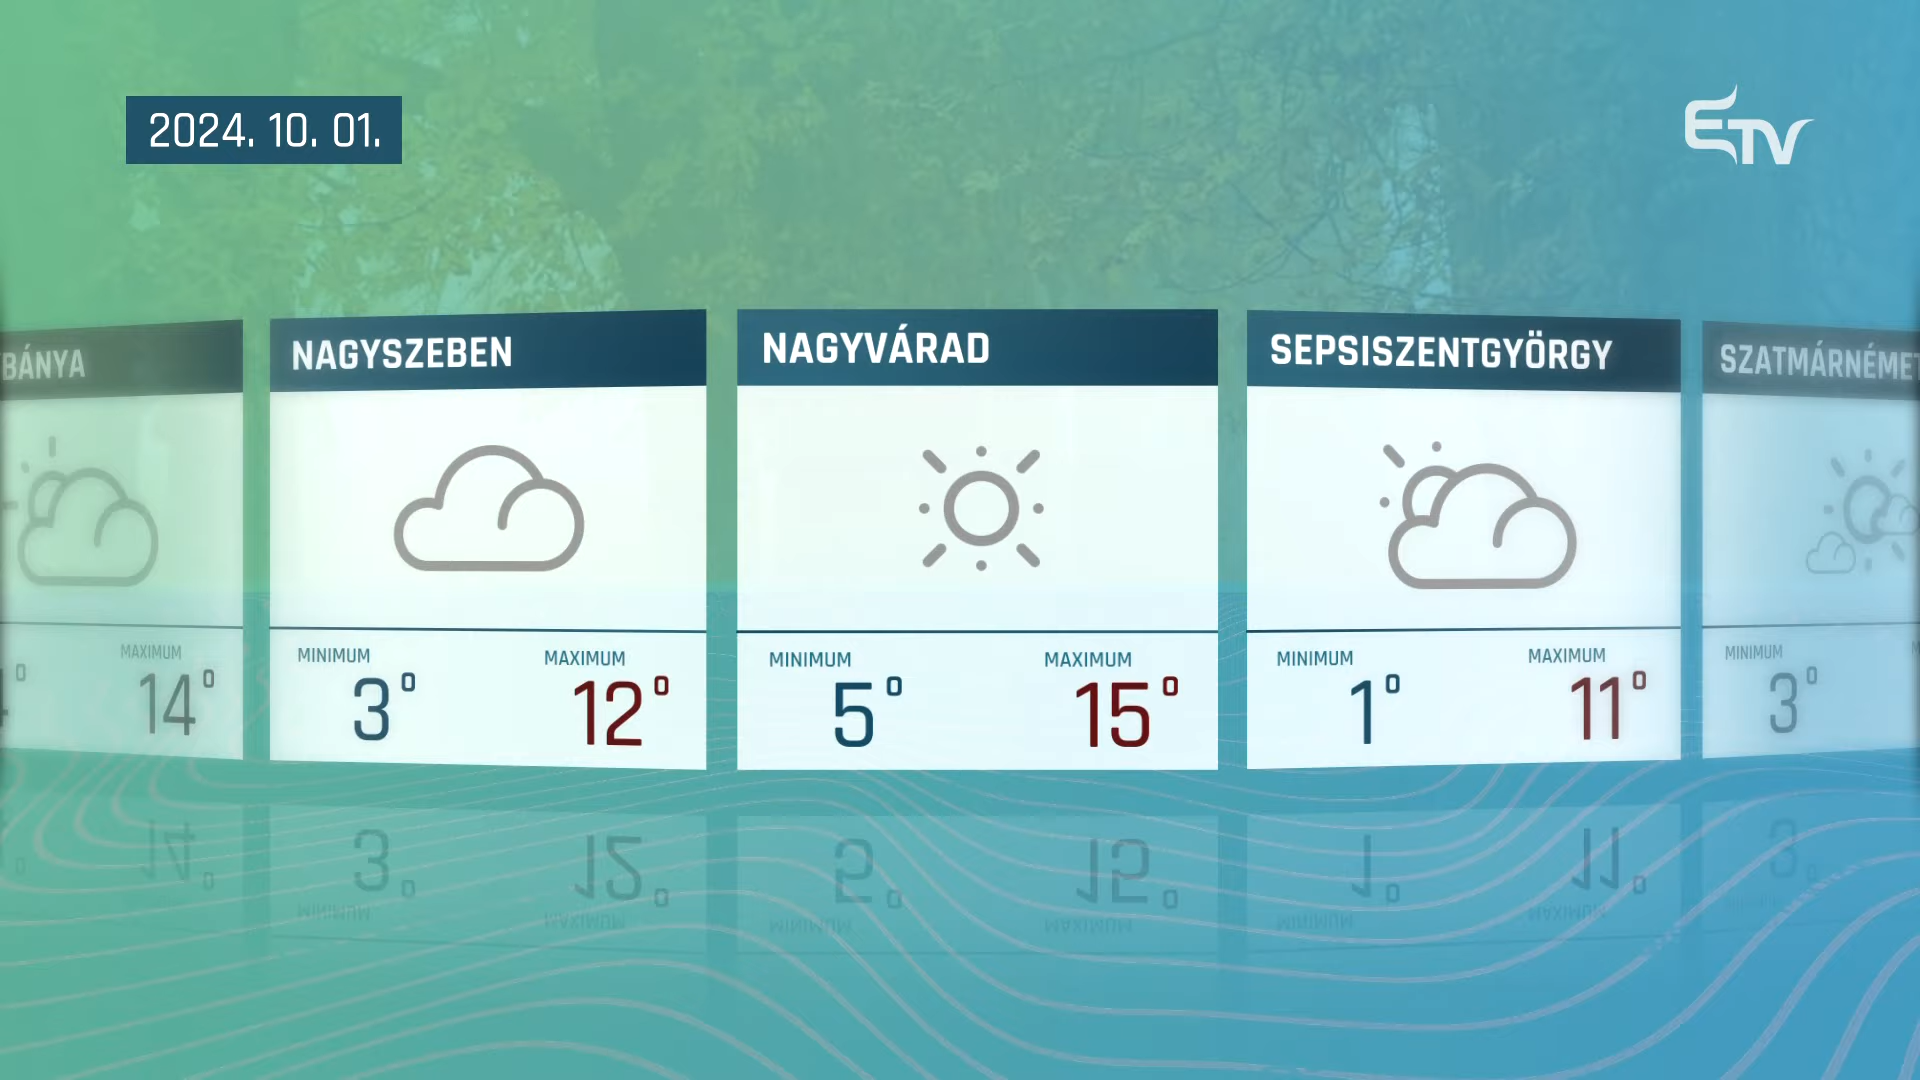 2024. 10. 01.
ETV
BÁNYA
NAGYSZEBEN
NAGYVÁRAD
SEPSISZENTGYÖRGY
SZATMÁRNÉMET
MAXIMUM
14°
MINIMUM MAXIMUM
3° 12°
MINIMUM MAXIMUM
5° 15°
MINIMUM MAXIMUM
1° 11°
MINIMUM
3°